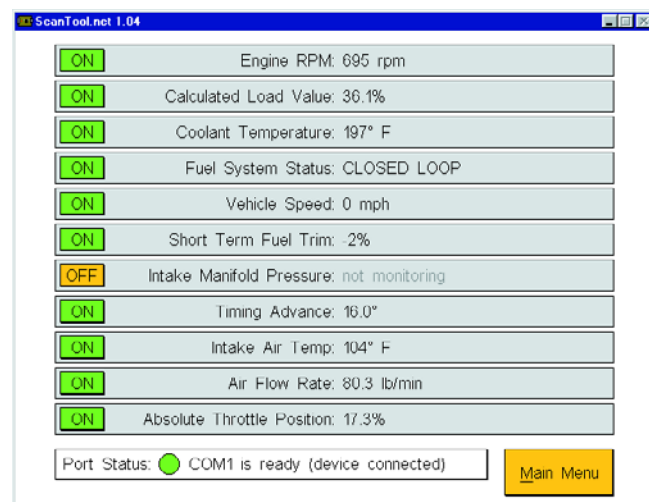 ScanTool.net 1.04
ON Engine RPM: 695 rpm
ON Calculated Load Value: 36.1%
ON Coolant Temperature: 197° F
ON Fuel System Status: CLOSED LOOP
ON Vehicle Speed: 0 mph
ON Short Term Fuel Trim: -2%
OFF Intake Manifold Pressure: not monitoring
ON Timing Advance: 16.0°
ON Intake Air Temp: 104° F
ON Air Flow Rate: 80.3 lb/min
ON Absolute Throttle Position: 17.3%
Port Status: COM1 is ready (device connected)
Main Menu